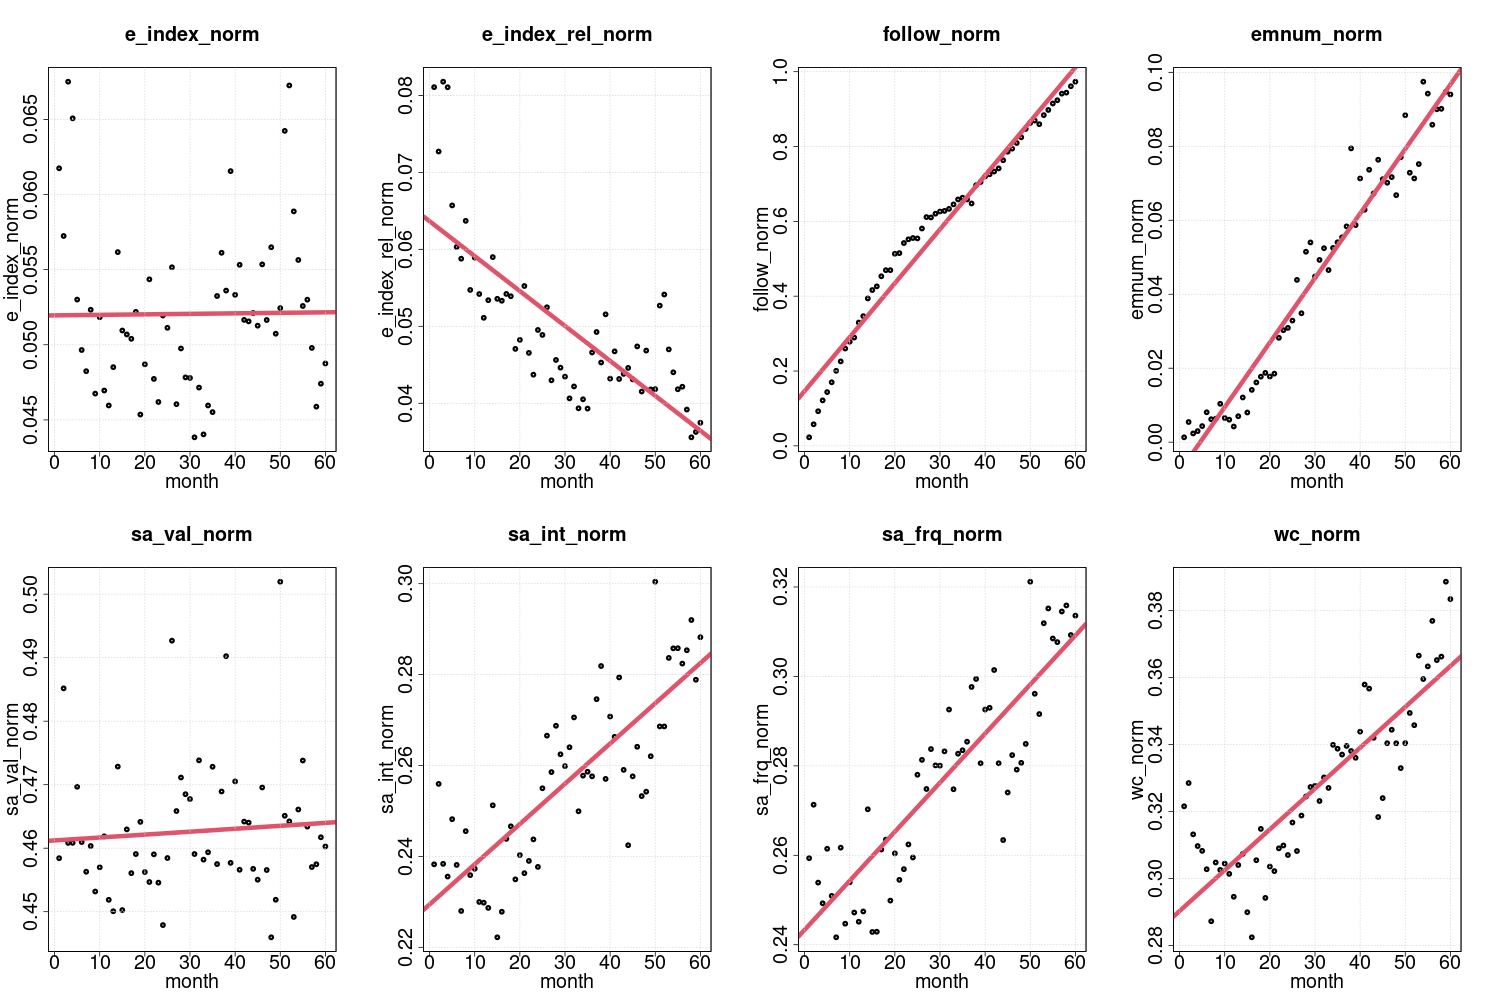 e_index_norm
e_index_rel_norm
follow_norm
emnum_norm
e_index_norm
0.045
0.050
0.055
0.060
0.065
0 10 20 30 40 50 60
month
e_index_rel_norm
0.04
0.05
0.06
0.07
0.08
0 10 20 30 40 50 60
month
follow_norm
0.0
0.2
0.4
0.6
0.8
1.0
0 10 20 30 40 50 60
month
emnum_norm
0.00
0.02
0.04
0.06
0.08
0.10
0 10 20 30 40 50 60
month
sa_val_norm
sa_int_norm
sa_frq_norm
wc_norm
sa_val_norm
0.45
0.46
0.47
0.48
0.49
0.50
0 10 20 30 40 50 60
month
sa_int_norm
0.22
0.24
0.26
0.28
0.30
0 10 20 30 40 50 60
month
sa_frq_norm
0.24
0.26
0.28
0.30
0.32
0 10 20 30 40 50 60
month
wc_norm
0.28
0.30
0.32
0.34
0.36
0.38
0 10 20 30 40 50 60
month